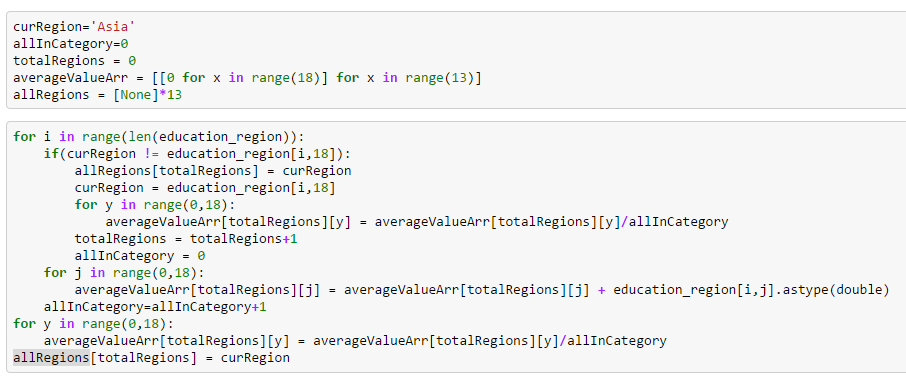 curRegion='Asia'
allInCategory=0
totalRegions = 0
averageValueArr = [[0 for x in range(18)] for x in range(13)]
allRegions = [None]*13
for i in range(len(education_region)):
    if(curRegion != education_region[i,18]):
        allRegions[totalRegions] = curRegion
        curRegion = education_region[i,18]
        for y in range(0,18):
            averageValueArr[totalRegions][y] = averageValueArr[totalRegions][y]/allInCategory
        totalRegions = totalRegions+1
        allInCategory = 0
    for j in range(0,18):
        averageValueArr[totalRegions][j] = averageValueArr[totalRegions][j] + education_region[i,j].astype(double)
    allInCategory=allInCategory+1
for y in range(0,18):
    averageValueArr[totalRegions][y] = averageValueArr[totalRegions][y]/allInCategory
allRegions[totalRegions] = curRegion